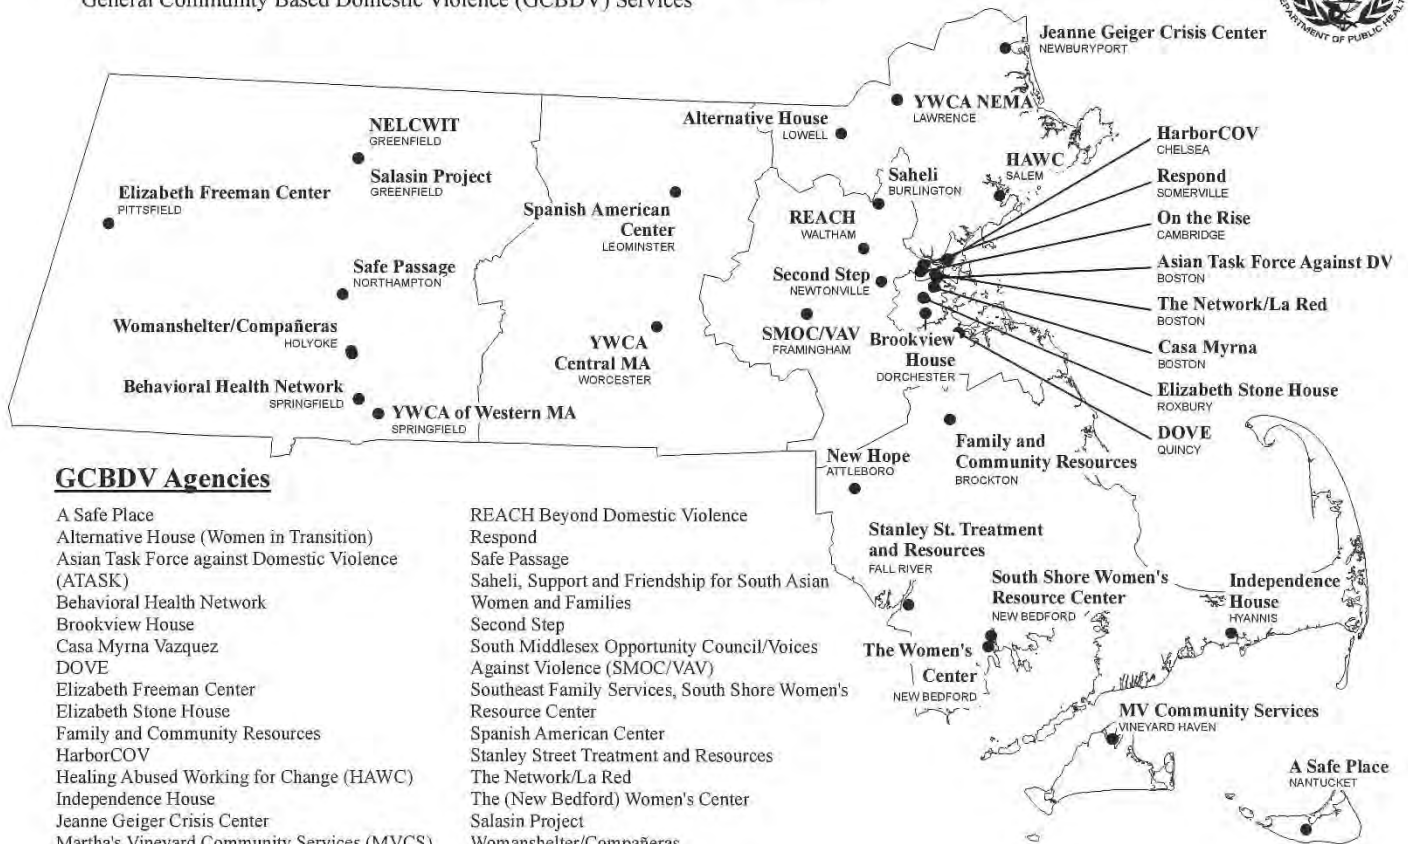 General Community Based Domestic Violence (GCBDV) Services
DEPARTMENT OF PUBLIC HEALTH
Jeanne Geiger Crisis Center
NEWBURYPORT
YWCA NEMA
LAWRENCE
Alternative House
LOWELL
NELCWIT
GREENFIELD
Salasin Project
GREENFIELD
Elizabeth Freeman Center
PITTSFIELD
Spanish American
Center
LEOMINSTER
HAWC
SALEM
Saheli
BURLINGTON
REACH
WALTHAM
HarborCOV
CHELSEA
Respond
SOMERVILLE
On the Rise
CAMBRIDGE
Asian Task Force Against DV
BOSTON
The Network/La Red
BOSTON
Casa Myrna
BOSTON
Elizabeth Stone House
ROXBURY
DOVE
QUINCY
Safe Passage
NORTHAMPTON
Second Step
NEWTONVILLE
Womanshelter/Compañeras
HOLYOKE
YWCA
Central MA
WORCESTER
SMOC/VAV
FRAMINGHAM
Brookview
House
DORCHESTER
Behavioral Health Network
SPRINGFIELD
YWCA of Western MA
SPRINGFIELD
Family and
Community Resources
BROCKTON
New Hope
ATTLEBORO
Stanley St. Treatment
and Resources
FALL RIVER
South Shore Women's
Resource Center
NEW BEDFORD
Independence
House
HYANNIS
The Women's
Center
NEW BEDFORD
MV Community Services
VINEYARD HAVEN
A Safe Place
NANTUCKET
GCBDV Agencies
A Safe Place
Alternative House (Women in Transition)
Asian Task Force against Domestic Violence
(ATASK)
Behavioral Health Network
Brookview House
Casa Myrna Vazquez
DOVE
Elizabeth Freeman Center
Elizabeth Stone House
Family and Community Resources
HarborCOV
Healing Abused Working for Change (HAWC)
Independence House
Jeanne Geiger Crisis Center
Martha's Vineyard Community Services (MVCS)
REACH Beyond Domestic Violence
Respond
Safe Passage
Saheli, Support and Friendship for South Asian
Women and Families
Second Step
South Middlesex Opportunity Council/Voices
Against Violence (SMOC/VAV)
Southeast Family Services, South Shore Women's
Resource Center
Spanish American Center
Stanley Street Treatment and Resources
The Network/La Red
The (New Bedford) Women's Center
Salasin Project
Womanshelter/Compañeras